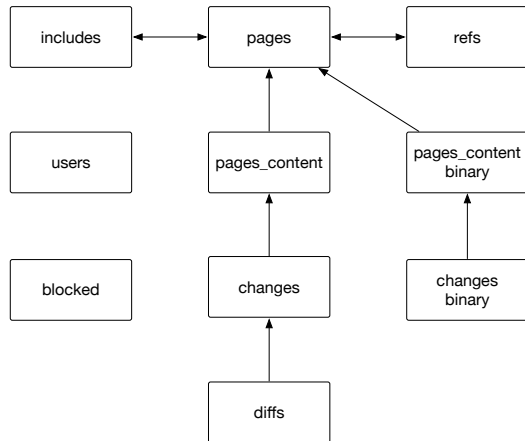 includes
pages
refs
users
pages_content
pages_content
binary
blocked
changes
changes
binary
diffs